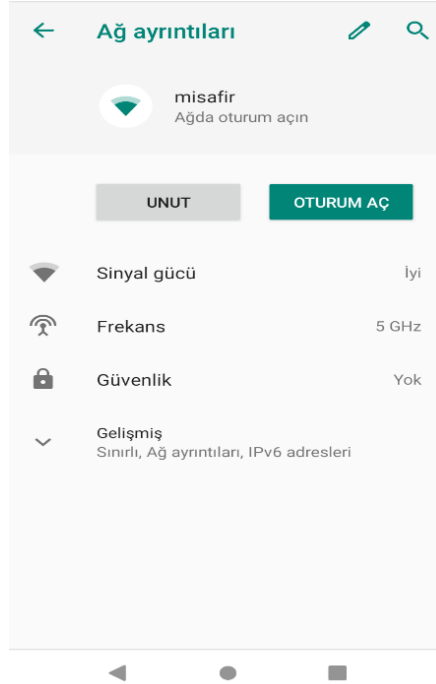 Ağ ayrıntıları
misafir
Ağda oturum açın
UNUT
OTURUM AÇ
Sinyal gücü İyi
Frekans 5 GHz
Güvenlik Yok
Gelişmiş
Sınırlı, Ağ ayrıntıları, IPv6 adresleri